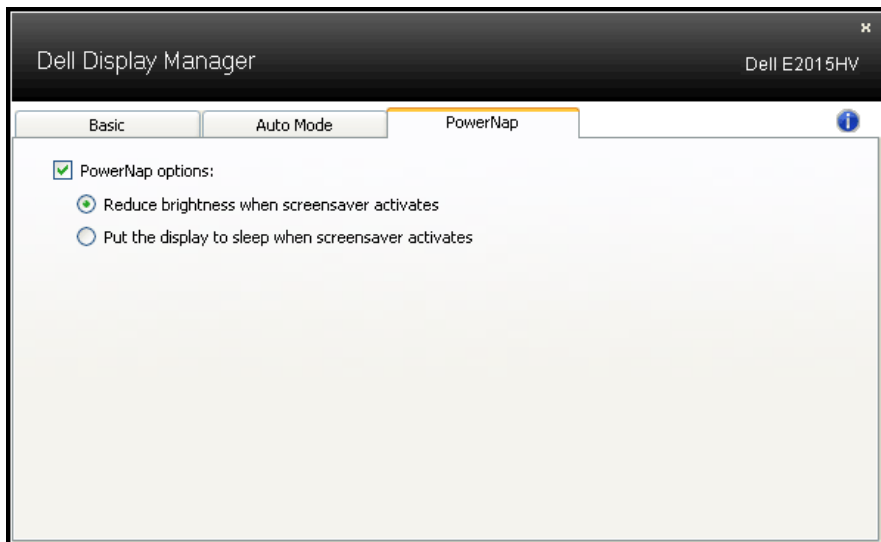 Dell Display Manager
Dell E2015HV
Basic
Auto Mode
PowerNap
PowerNap options:
Reduce brightness when screensaver activates
Put the display to sleep when screensaver activates